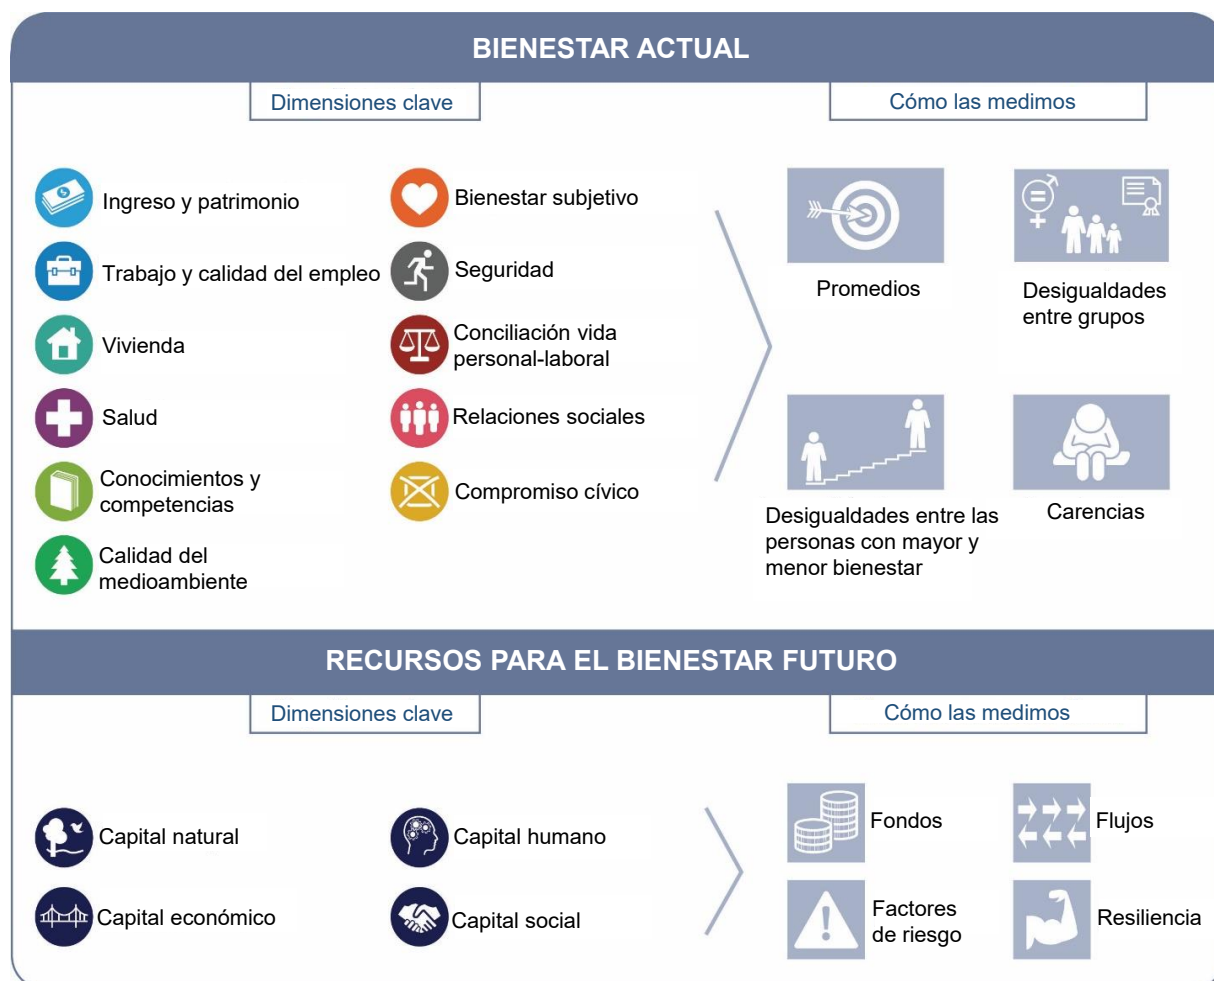 BIENESTAR ACTUAL
Dimensiones clave
Cómo las medimos
Ingreso y patrimonio
Trabajo y calidad del empleo
Vivienda
Salud
Conocimientos y
competencias
Calidad del
medioambiente
Bienestar subjetivo
Seguridad
Conciliación vida
personal-laboral
Relaciones sociales
Compromiso cívico
Promedios
Desigualdades
entre grupos
Desigualdades entre las
personas con mayor y
menor bienestar
Carencias
RECURSOS PARA EL BIENESTAR FUTURO
Dimensiones clave
Cómo las medimos
Capital natural
Capital económico
Capital humano
Capital social
Fondos
Flujos
Factores
de riesgo
Resiliencia